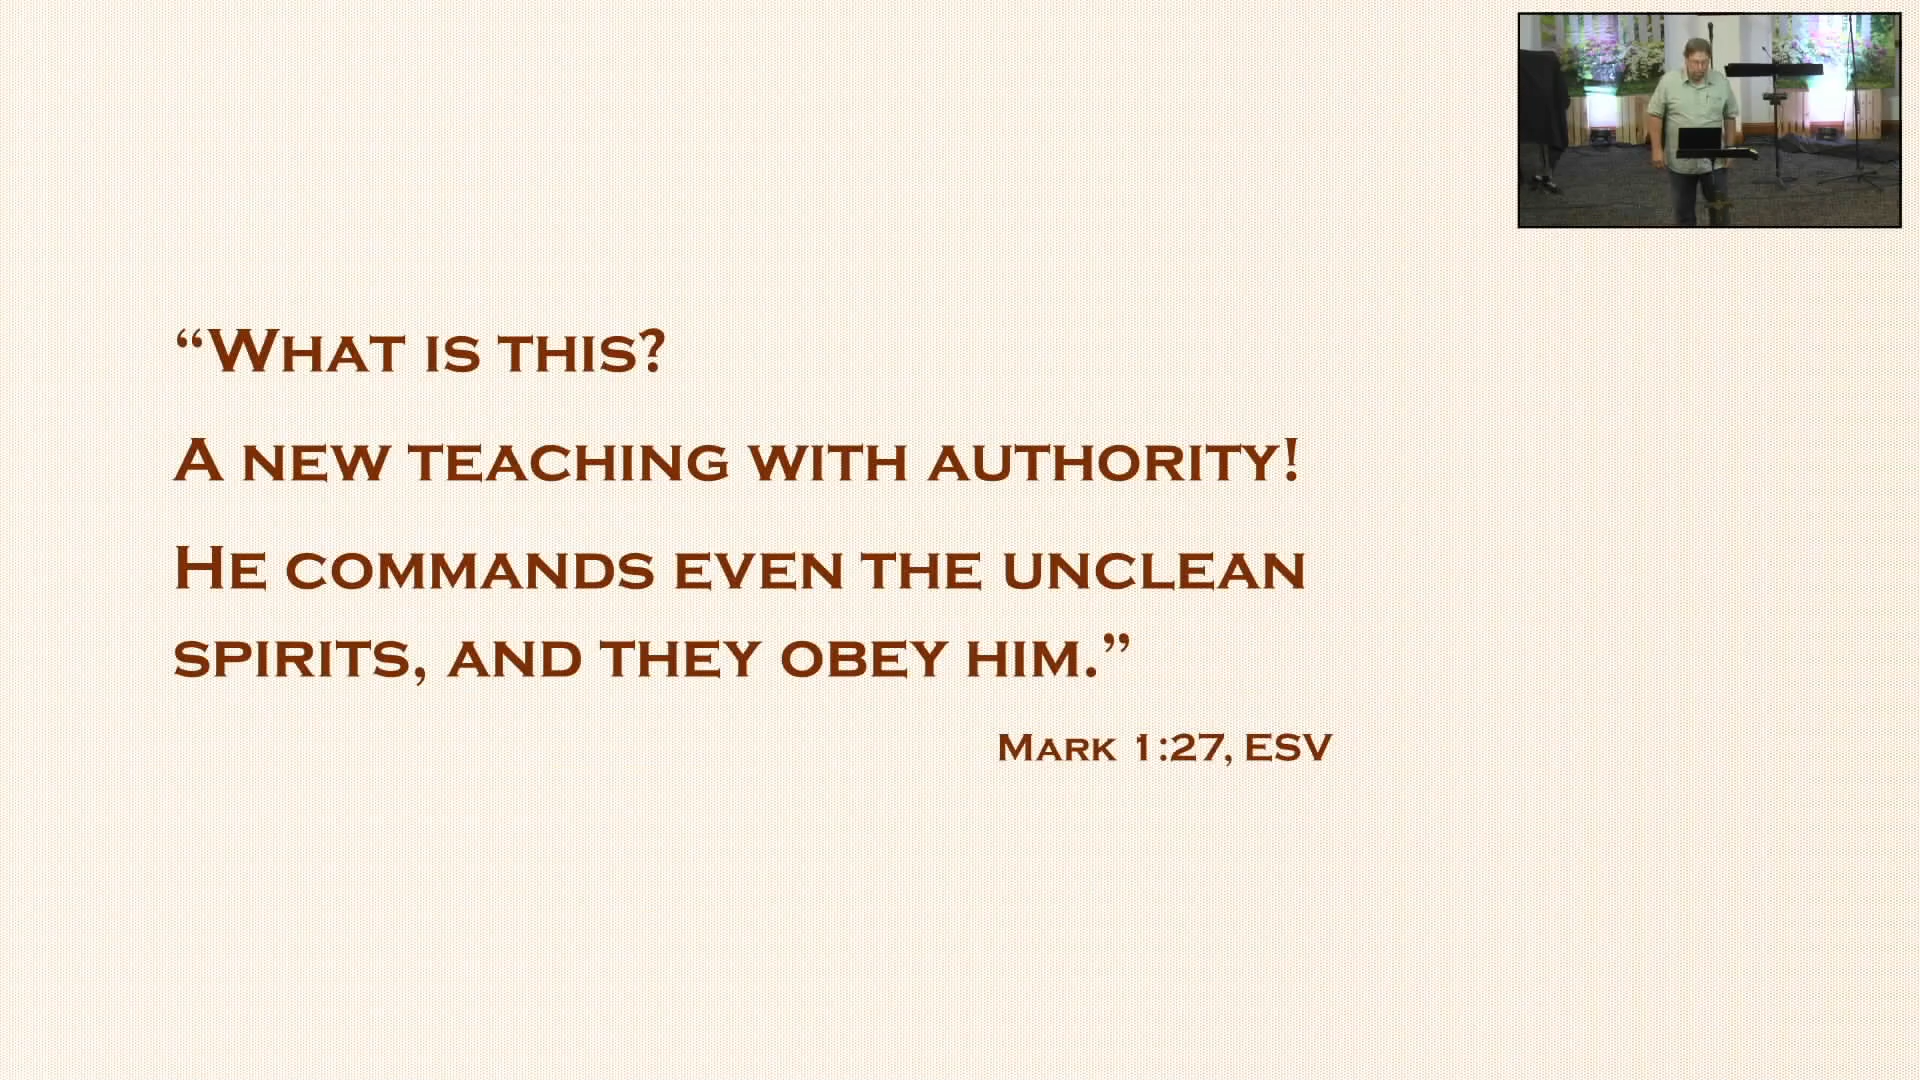 “What is this?
A new teaching with authority!
He commands even the unclean
spirits, and they obey him.”
Mark 1:27, ESV